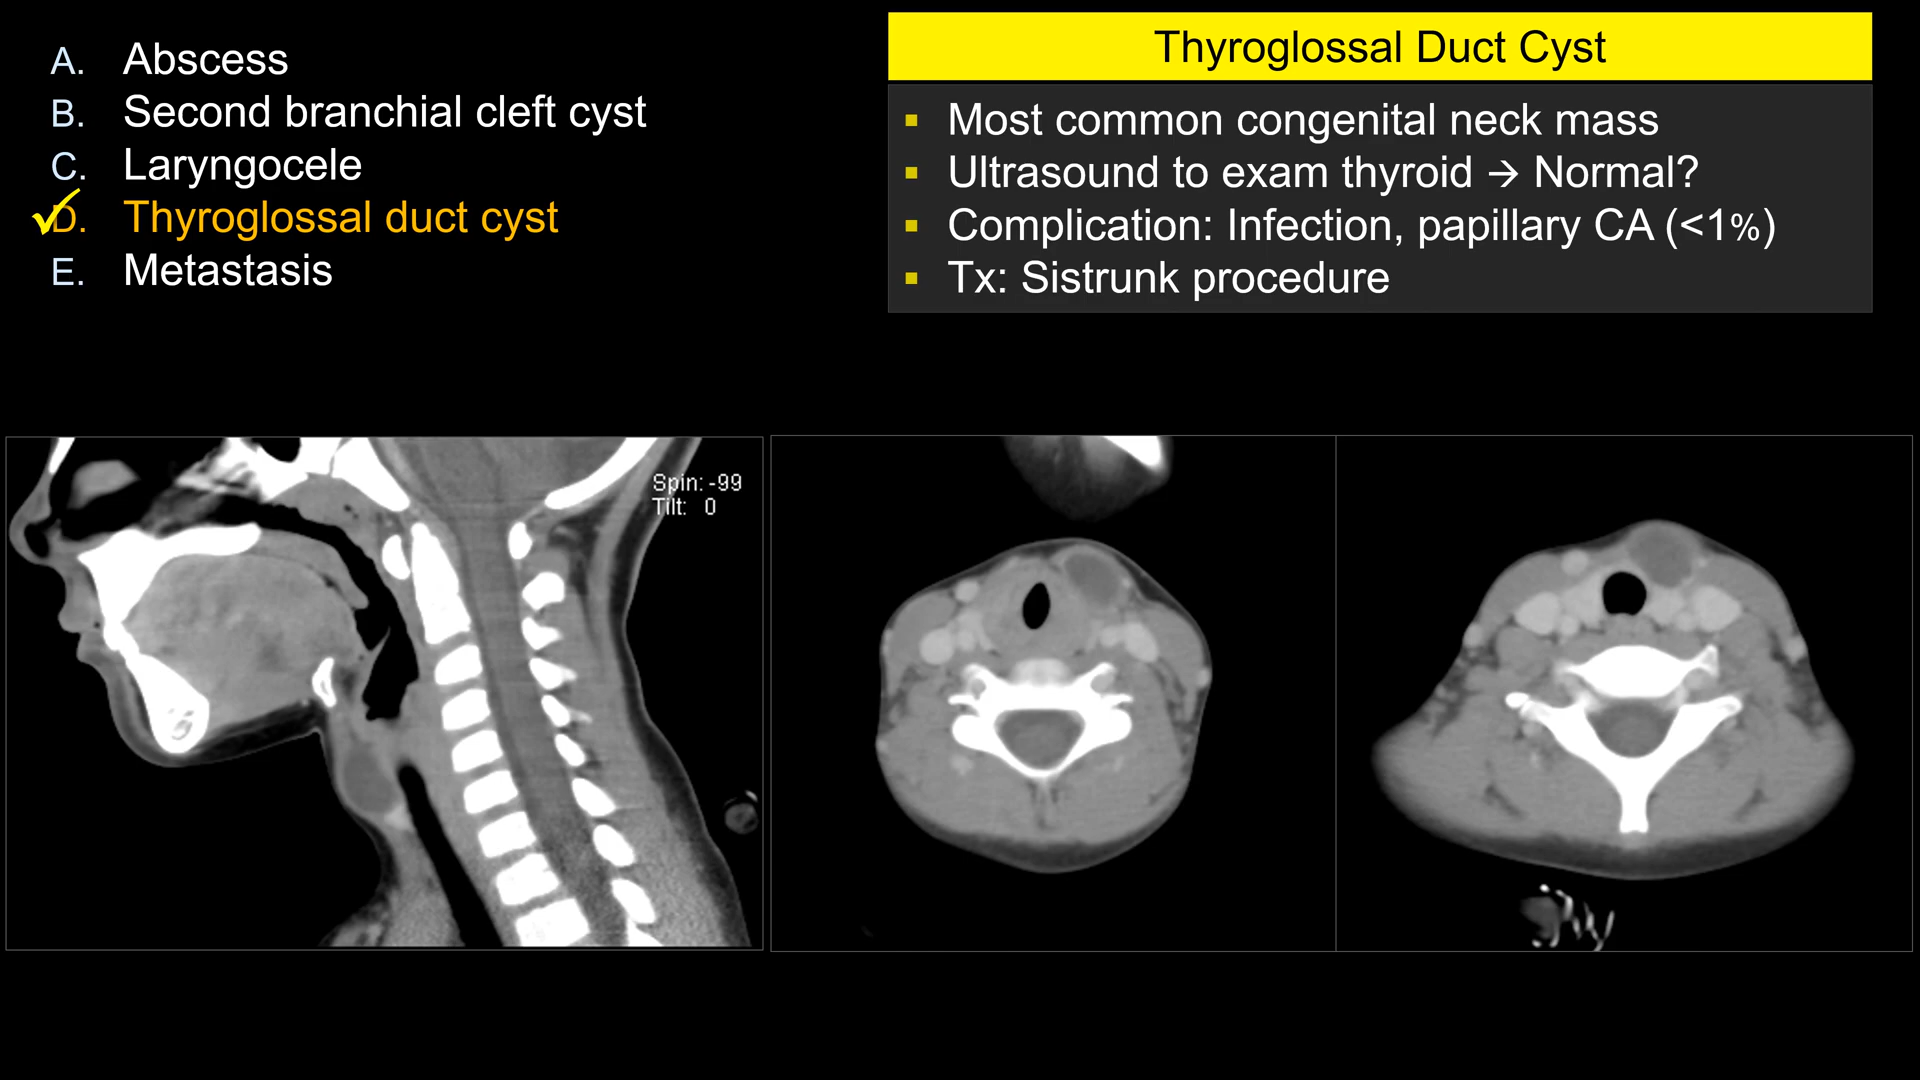 A. Abscess
B. Second branchial cleft cyst
C. Laryngocele
D. Thyroglossal duct cyst
E. Metastasis
Thyroglossal Duct Cyst
▪ Most common congenital neck mass
▪ Ultrasound to exam thyroid → Normal?
▪ Complication: Infection, papillary CA (<1%)
▪ Tx: Sistrunk procedure
Spin: -99
Tilt: 0